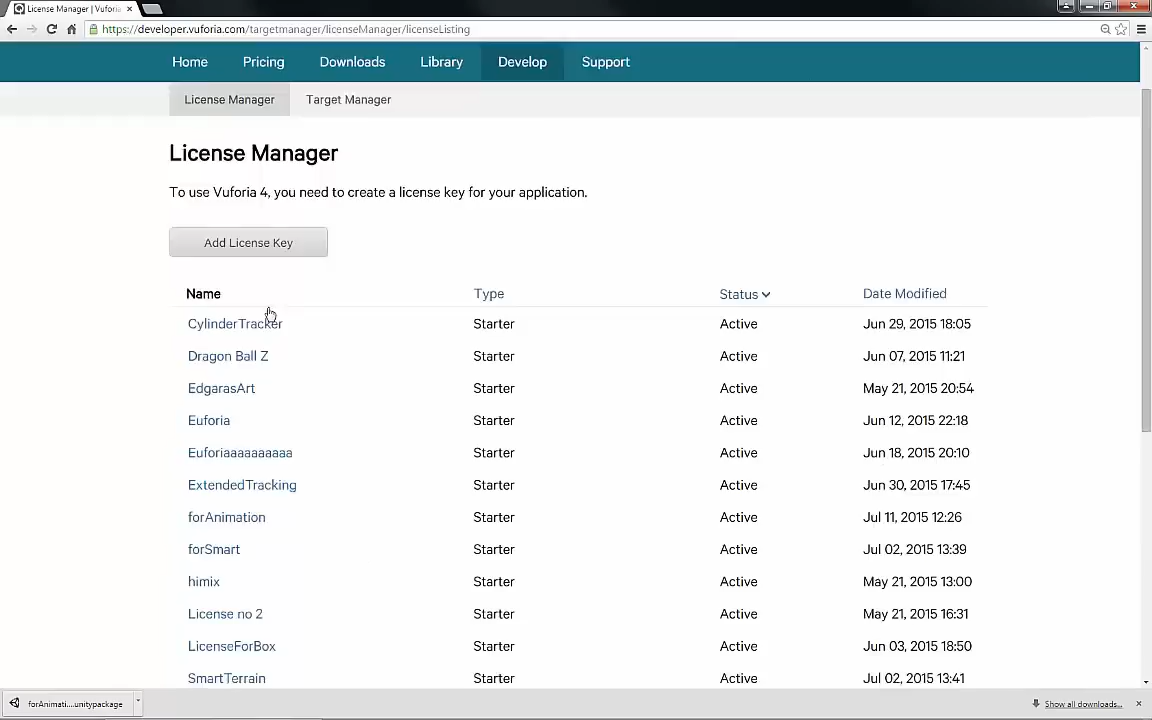 License Manager | Vufori
https://developer.vuforia.com/targetmanager/licenseManager/licenseListing
Home Pricing Downloads Library Develop Support
License Manager Target Manager
License Manager
To use Vuforia 4, you need to create a license key for your application.
Add License Key
Name Type Status Date Modified
CylinderTracker Starter Active Jun 29, 2015 18:05
Dragon Ball Z Starter Active Jun 07, 2015 11:21
EdgarasArt Starter Active May 21, 2015 20:54
Euforia Starter Active Jun 12, 2015 22:18
Euforiaaaaaaaaaa Starter Active Jun 18, 2015 20:10
ExtendedTracking Starter Active Jun 30, 2015 17:45
forAnimation Starter Active Jul 11, 2015 12:26
forSmart Starter Active Jul 02, 2015 13:39
himix Starter Active May 21, 2015 13:00
License no 2 Starter Active May 21, 2015 16:31
LicenseForBox Starter Active Jun 03, 2015 18:50
SmartTerrain Starter Active Jul 02, 2015 13:41
forAnimati....unitypackage Show all downloads...